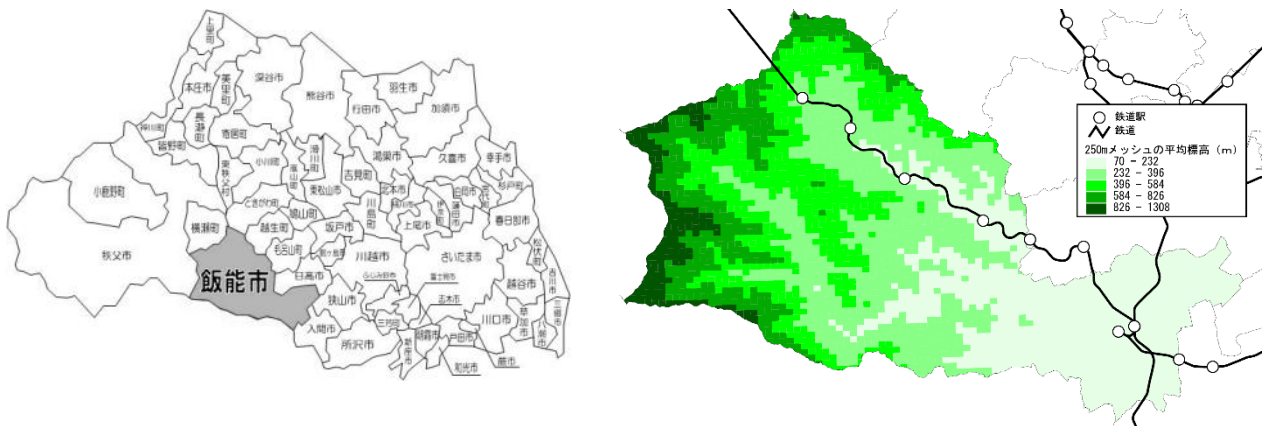 上里町
本庄市
美里町
深谷市
熊谷市
行田市
羽生市
加須市
神川町
長瀞町
皆野町
寄居町
小川町
嵐山町
滑川町
東秩父村
東松山市
吉見町
鴻巣市
久喜市
幸手市
小鹿野町
ときがわ町
鳩山町
川島町
北本市
桶川市
上尾市
伊奈町
蓮田市
白岡市
宮代町
杉戸町
春日部市
秩父市
横瀬町
越生町
毛呂山町
坂戸市
鶴ヶ島市
川越市
さいたま市
松伏町
飯能市
日高市
ふじみ野市
富士見市
越谷市
吉川市
狭山市
志木市
入間市
三芳町
川口市
草加市
三郷市
八潮市
所沢市
新座市
朝霞市
戸田市
和光市
蕨市
鉄道駅
鉄道
250mメッシュの平均標高(m)
70 - 232
232 - 396
396 - 584
584 - 826
826 - 1308